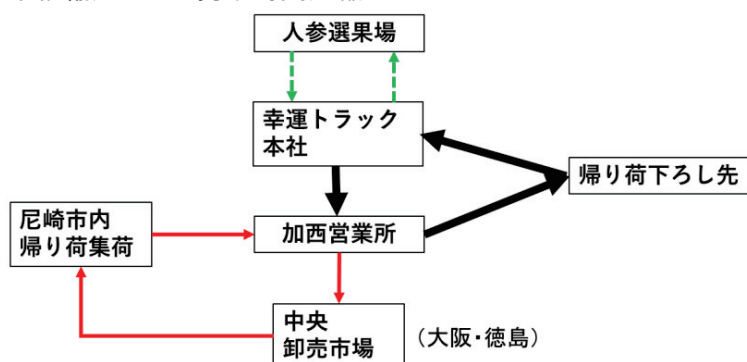 人参選果場
幸運トラック
本社
帰り荷下ろし先
尼崎市内
帰り荷集荷
加西営業所
中央
卸売市場
（大阪・徳島）